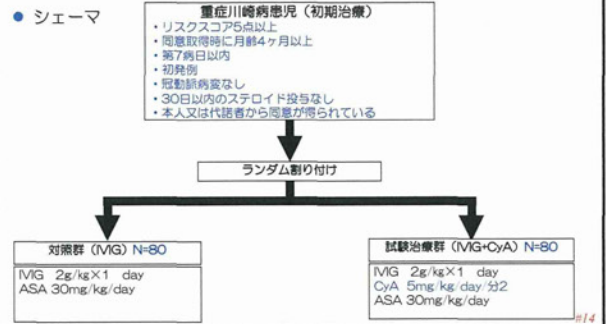 ● シェーマ
重症川崎病患児（初期治療）
・リスクスコア5点以上
・同意取得時に月齢4ヶ月以上
・第7病日以内
・初発例
・冠動脈病変なし
・30日以内のステロイド投与なし
・本人又は代諾者から同意が得られている
ランダム割り付け
対照群（IVIG）N=80
IVIG 2g/kg×1 day
ASA 30mg/kg/day
試験治療群（IVIG+CyA）N=80
IVIG 2g/kg×1 day
CyA 5mg/kg/day/分2
ASA 30mg/kg/day
#14